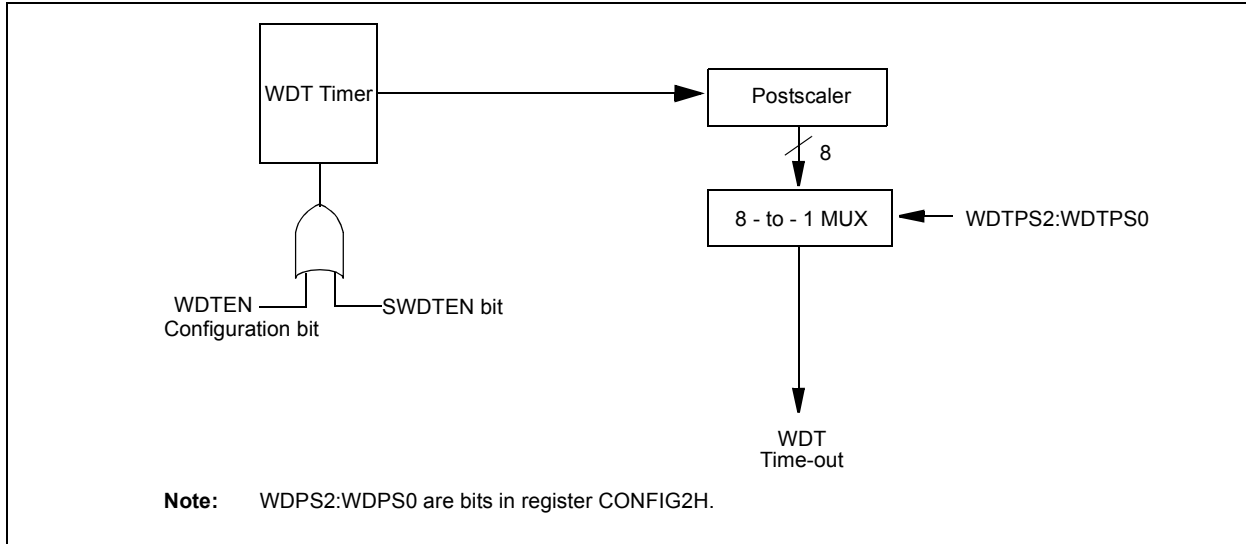 WDT Timer
Postscaler
8
8 - to - 1 MUX
WDTPS2:WDTPS0
WDTEN
Configuration bit
SWDTEN bit
WDT
Time-out
Note: WDPS2:WDPS0 are bits in register CONFIG2H.